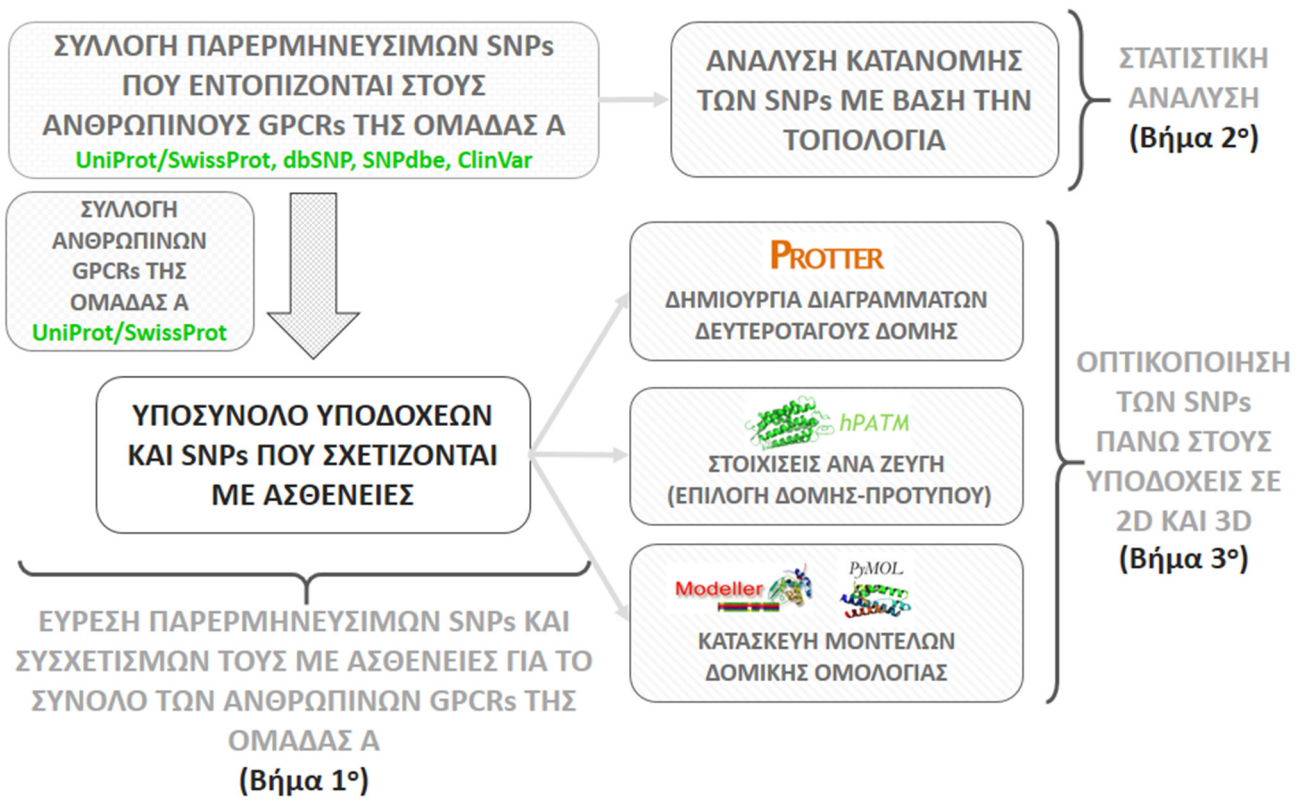 ΣΥΛΛΟΓΗ ΠΑΡΕΡΜΗΝΕΥΣΙΜΩΝ SNPs
ΠΟΥ ΕΝΤΟΠΙΖΟΝΤΑΙ ΣΤΟΥΣ
ΑΝΘΡΩΠΙΝΟΥΣ GPCRs ΤΗΣ ΟΜΑΔΑΣ Α
UniProt/SwissProt, dbSNP, SNPdbe, ClinVar
ΑΝΑΛΥΣΗ ΚΑΤΑΝΟΜΗΣ
ΤΩΝ SNPs ΜΕ ΒΑΣΗ ΤΗΝ
ΤΟΠΟΛΟΓΙΑ
ΣΤΑΤΙΣΤΙΚΗ
ΑΝΑΛΥΣΗ
(Βήμα 2ο)
ΣΥΛΛΟΓΗ
ΑΝΘΡΩΠΙΝΩΝ
GPCRs ΤΗΣ
ΟΜΑΔΑΣ Α
UniProt/SwissProt
ΥΠΟΣΥΝΟΛΟ ΥΠΟΔΟΧΕΩΝ
ΚΑΙ SNPs ΠΟΥ ΣΧΕΤΙΖΟΝΤΑΙ
ΜΕ ΑΣΘΕΝΕΙΕΣ
PROTTER
ΔΗΜΙΟΥΡΓΙΑ ΔΙΑΓΡΑΜΜΑΤΩΝ
ΔΕΥΤΕΡΟΤΑΓΟΥΣ ΔΟΜΗΣ
hPATM
ΣΤΟΙΧΙΣΕΙΣ ΑΝΑ ΖΕΥΓΗ
(ΕΠΙΛΟΓΗ ΔΟΜΗΣ-ΠΡΟΤΥΠΟΥ)
Modeller
PyMOL
ΚΑΤΑΣΚΕΥΗ ΜΟΝΤΕΛΩΝ
ΔΟΜΙΚΗΣ ΟΜΟΛΟΓΙΑΣ
ΟΠΤΙΚΟΠΟΙΗΣΗ
ΤΩΝ SNPs
ΠΑΝΩ ΣΤΟΥΣ
ΥΠΟΔΟΧΕΙΣ ΣΕ
2D ΚΑΙ 3D
(Βήμα 3ο)
ΕΥΡΕΣΗ ΠΑΡΕΡΜΗΝΕΥΣΙΜΩΝ SNPs ΚΑΙ
ΣΥΣΧΕΤΙΣΜΩΝ ΤΟΥΣ ΜΕ ΑΣΘΕΝΕΙΕΣ ΓΙΑ ΤΟ
ΣΥΝΟΛΟ ΤΩΝ ΑΝΘΡΩΠΙΝΩΝ GPCRs ΤΗΣ
ΟΜΑΔΑΣ Α
(Βήμα 1ο)